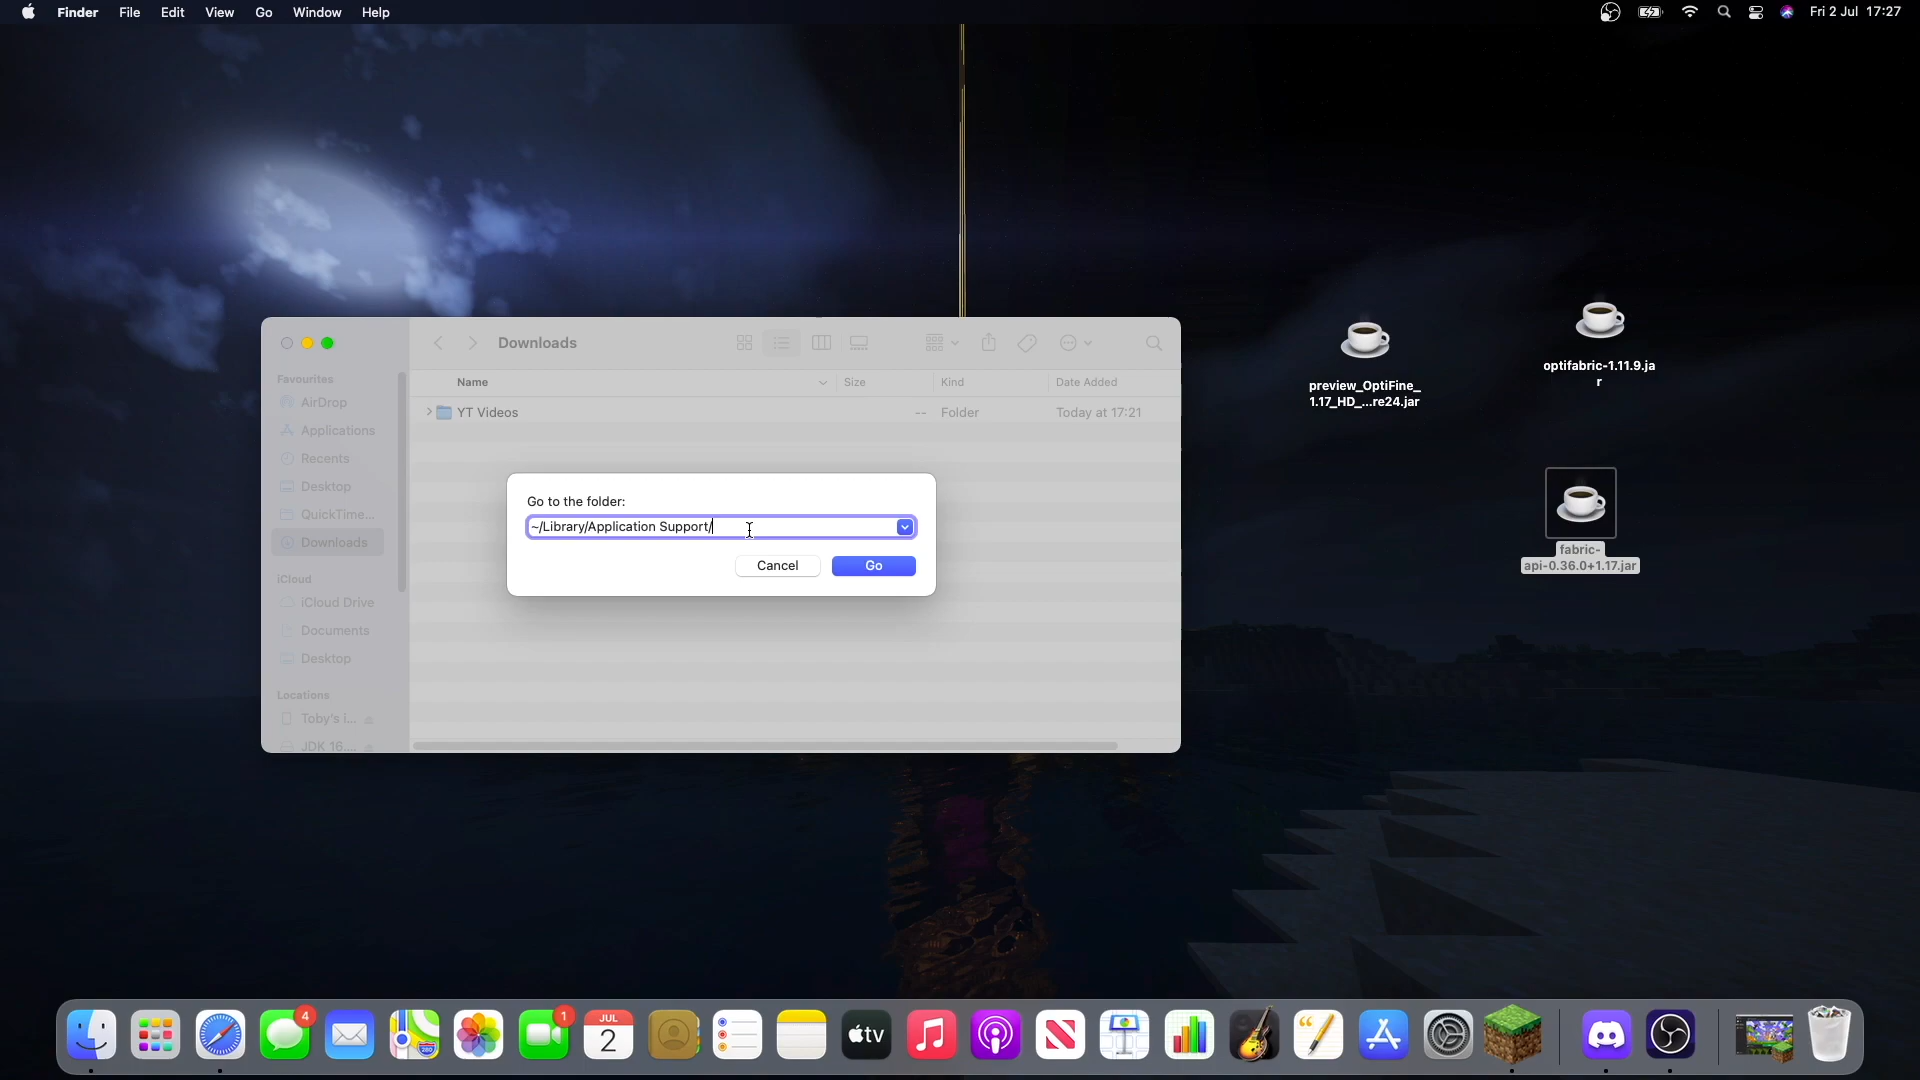 Finder File Edit View Go Window Help
Fri 2 Jul 17:27
Downloads
Favourites
AirDrop
Applications
Recents
Desktop
QuickTime...
Downloads
iCloud
iCloud Drive
Documents
Desktop
Locations
Toby's i...
JDK 16....
Name Size Kind Date Added
YT Videos -- Folder Today at 17:21
Go to the folder:
~/Library/Application Support/
Cancel Go
preview_OptiFine_
1.17_HD_...re24.jar
optifabric-1.11.9.ja
r
fabric-
api-0.36.0+1.17.jar
4
280
1
JUL
2
tv